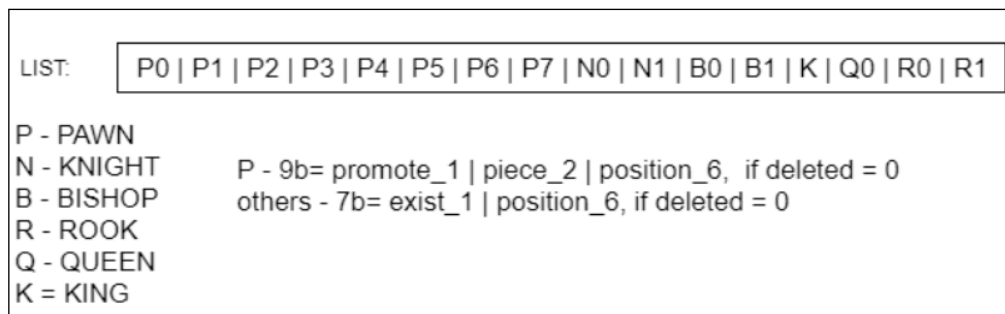 LIST: P0 | P1 | P2 | P3 | P4 | P5 | P6 | P7 | N0 | N1 | B0 | B1 | K | Q0 | R0 | R1
P - PAWN
N - KNIGHT
B - BISHOP
R - ROOK
Q - QUEEN
K = KING
P - 9b= promote_1 | piece_2 | position_6, if deleted = 0
others - 7b= exist_1 | position_6, if deleted = 0